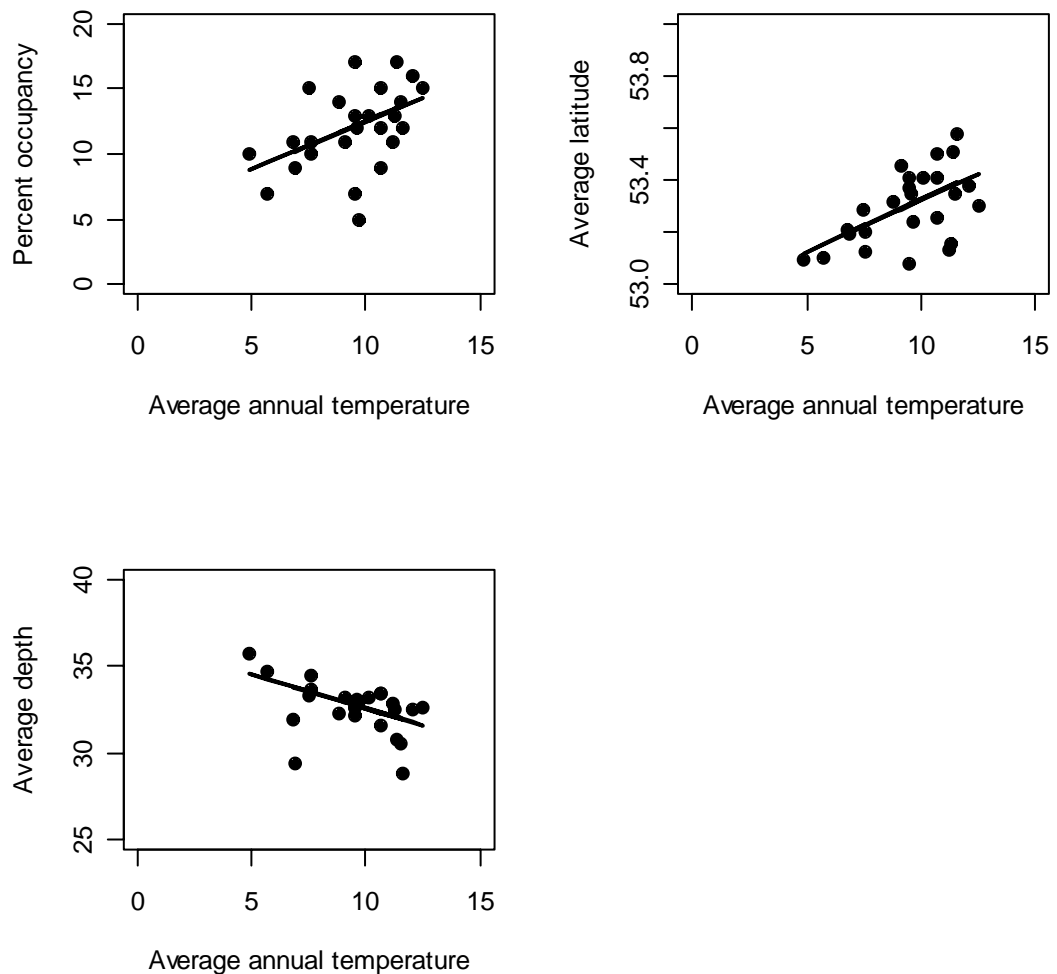 Percent occupancy
20
15
10
5
0
0 5 10 15
Average annual temperature
Average latitude
53.8
53.4
53.0
0 5 10 15
Average annual temperature
Average depth
40
35
30
25
0 5 10 15
Average annual temperature